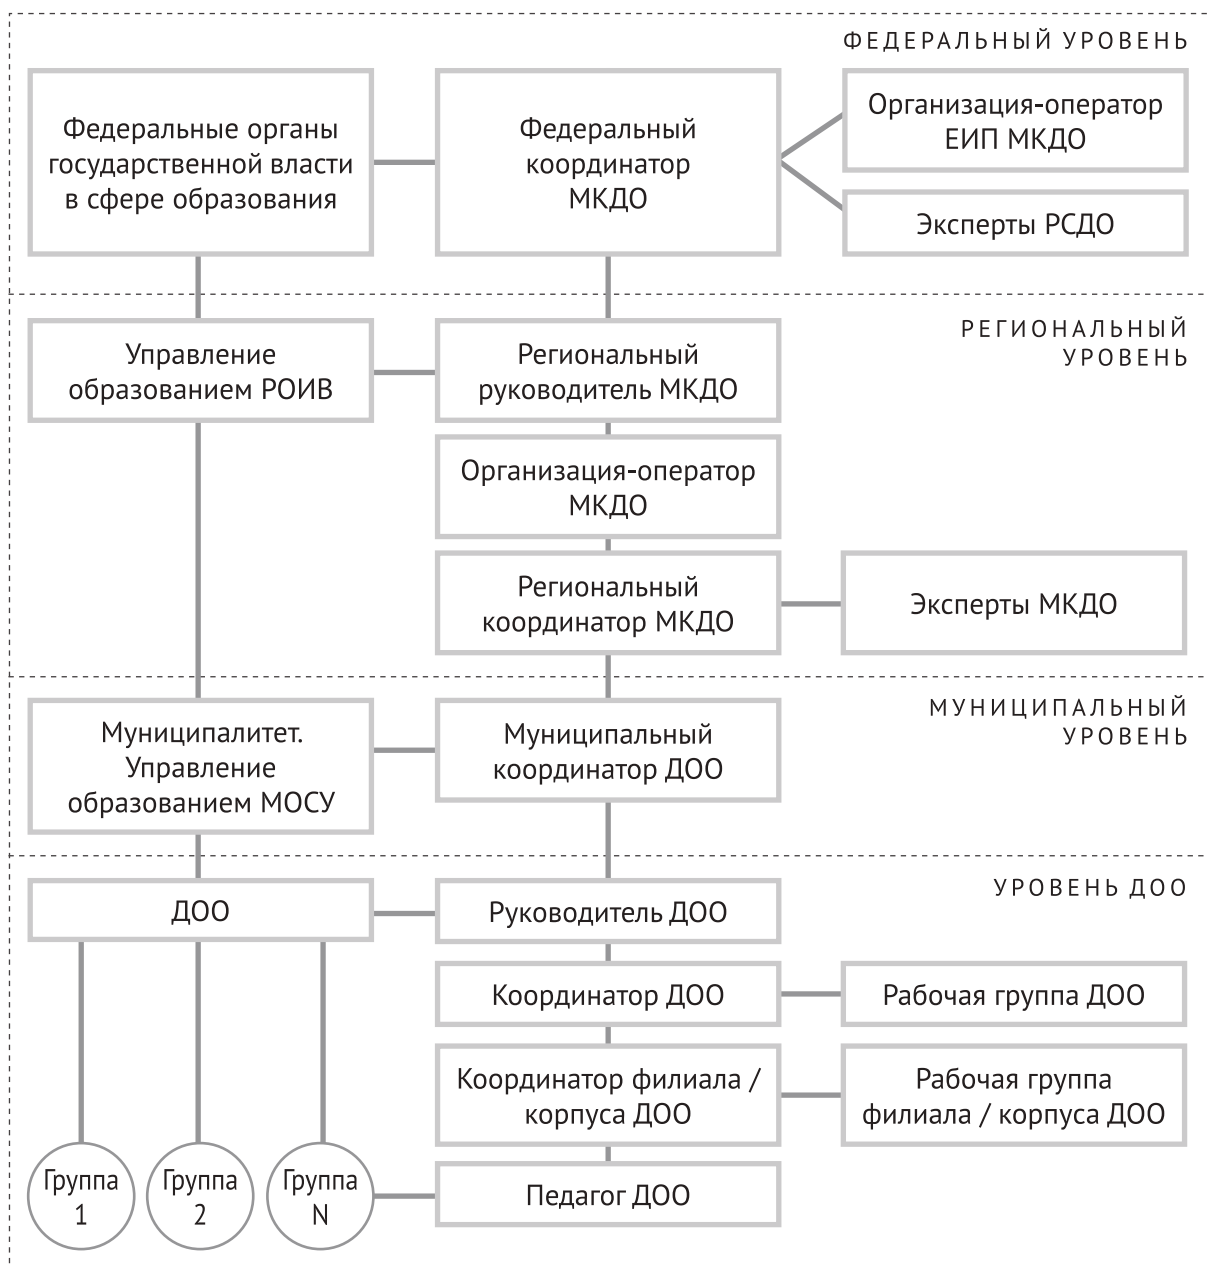 ФЕДЕРАЛЬНЫЙ УРОВЕНЬ
Федеральные органы
государственной власти
в сфере образования
Федеральный
координатор
МКДО
Организация-оператор
ЕИП МКДО
Эксперты РСДО
РЕГИОНАЛЬНЫЙ
УРОВЕНЬ
Управление
образованием РОИВ
Региональный
руководитель МКДО
Организация-оператор
МКДО
Региональный
координатор МКДО
Эксперты МКДО
МУНИЦИПАЛЬНЫЙ
УРОВЕНЬ
Муниципалитет.
Управление
образованием МОСУ
Муниципальный
координатор ДОО
УРОВЕНЬ ДОО
ДОО
Руководитель ДОО
Координатор ДОО
Рабочая группа ДОО
Координатор филиала /
корпуса ДОО
Рабочая группа
филиала / корпуса ДОО
Группа
1
Группа
2
Группа
N
Педагог ДОО